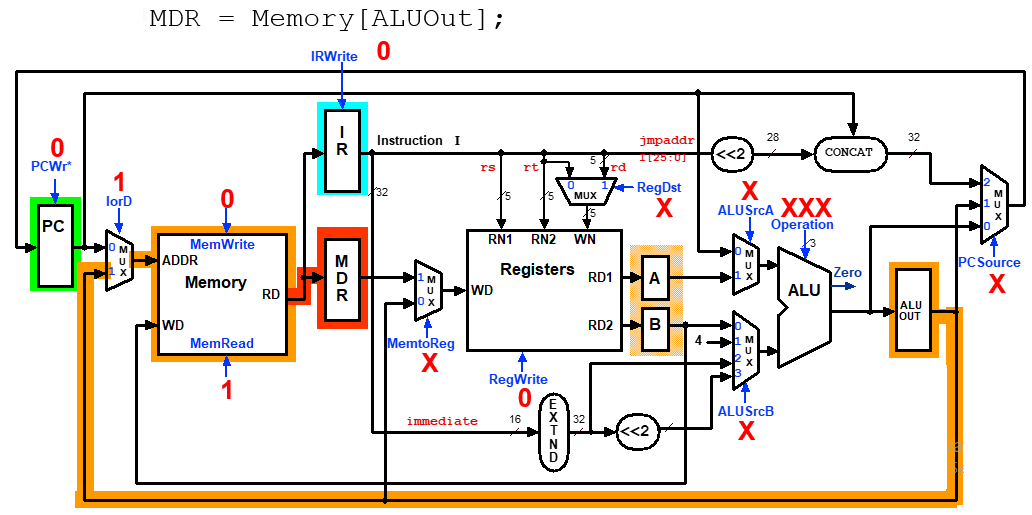 MDR = Memory[ALUOut];
IRWrite 0
0
PCWr*
1
IorD
0
PC
0
1
M
U
X
MemWrite
ADDR
Memory
RD
WD
MemRead
1
I
R
Instruction I
32
M
D
R
1
0
M
U
X
MemtoReg
X
rs
rt
rd
5
5
5
5
0 MUX 1
RegDst
X
jmpaddr
I[25:0]
<<2
28
CONCAT
32
RN1 RN2 WN
Registers
WD
RD1
RD2
RegWrite
0
A
B
4
X
ALUSrcA
0
1
M
U
X
0
1
2
3
M
U
X
ALUSrcB
X
XXX
Operation
3
ALU
Zero
ALU
OUT
2
1
0
M
U
X
PCSource
X
immediate
16
E
X
T
N
D
32
<<2